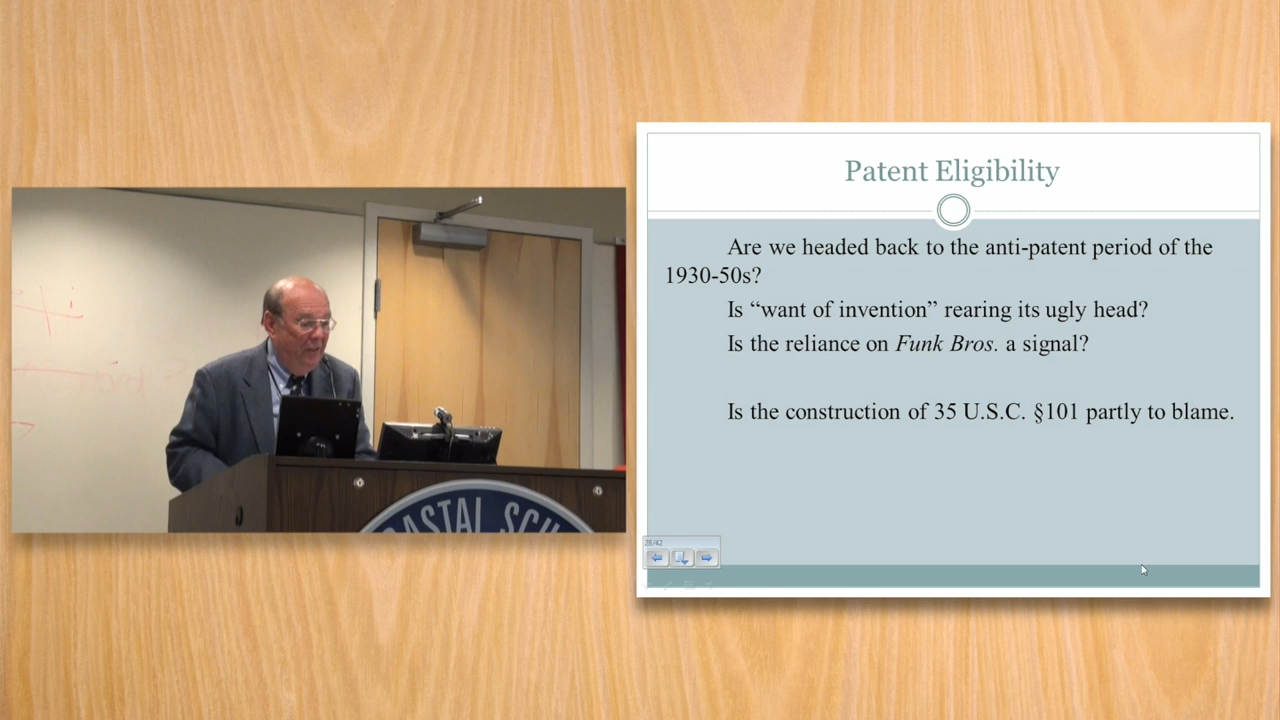 Patent Eligibility
Are we headed back to the anti-patent period of the
1930-50s?
Is “want of invention” rearing its ugly head?
Is the reliance on Funk Bros. a signal?
Is the construction of 35 U.S.C. §101 partly to blame.
28/42